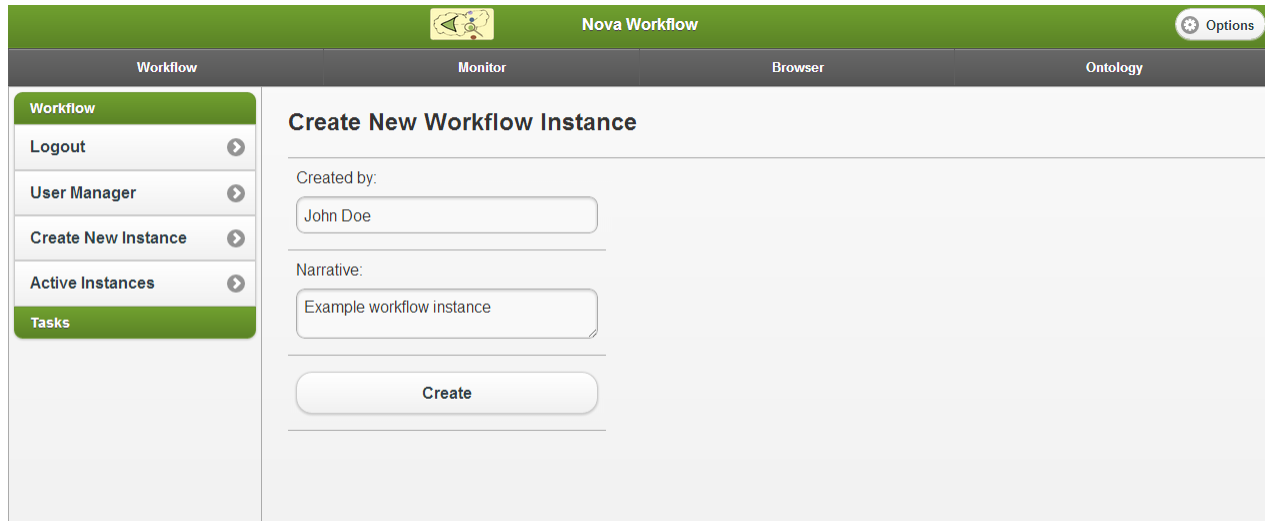 Nova Workflow
Options
Workflow Monitor Browser Ontology
Workflow
Logout
User Manager
Create New Instance
Active Instances
Tasks
Create New Workflow Instance
Created by:
John Doe
Narrative:
Example workflow instance
Create